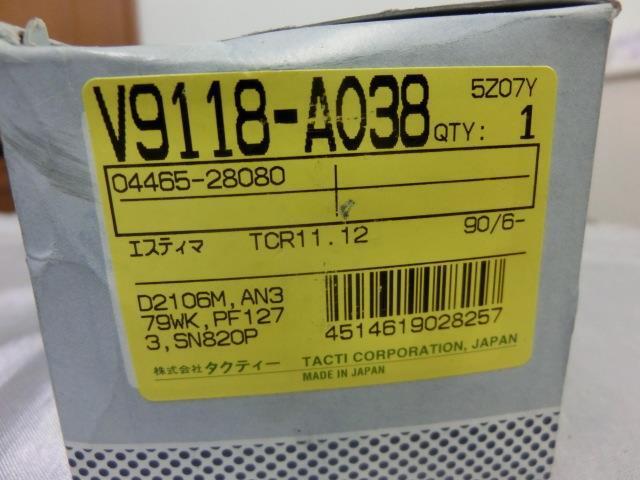 V9118-A038 5Z07Y
QTY: 1
04465-28080
エスティマ TCR11.12 90/6-
D2106M,AN3
79WK,PF127
3,SN820P
4514619028257
株式会社 タクティー TACTI CORPORATION, JAPAN
MADE IN JAPAN